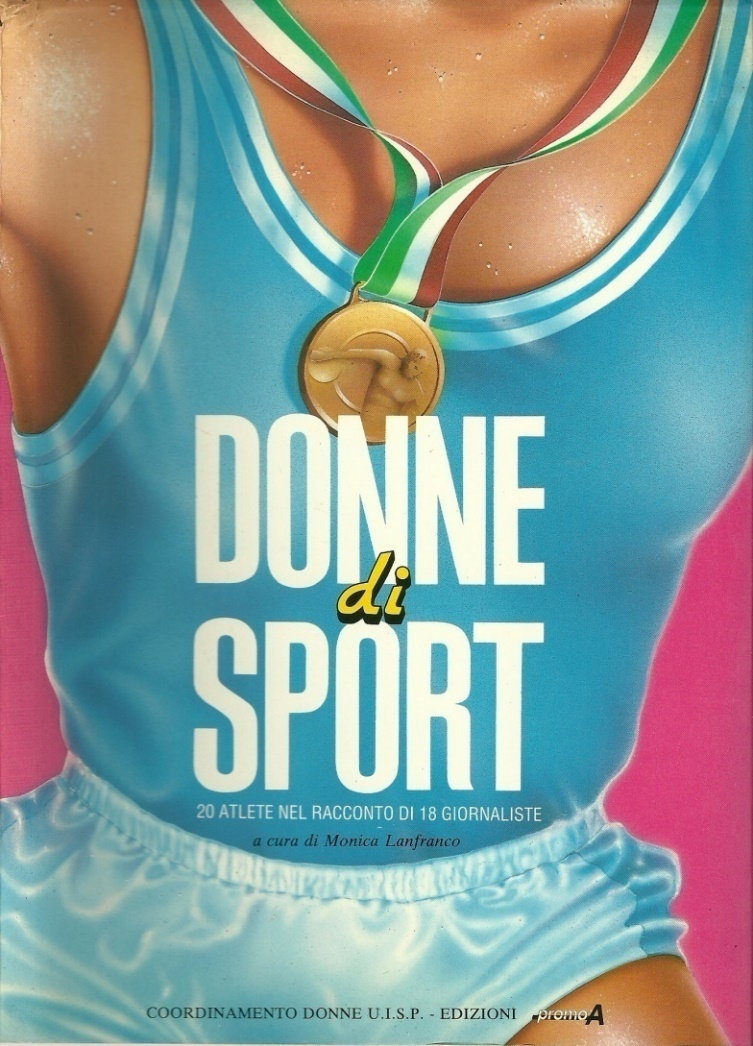 DONNE
di
SPORT
20 ATLETE NEL RACCONTO DI 18 GIORNALISTE
a cura di Monica Lanfranco
COORDINAMENTO DONNE U.I.S.P. - EDIZIONI promoA